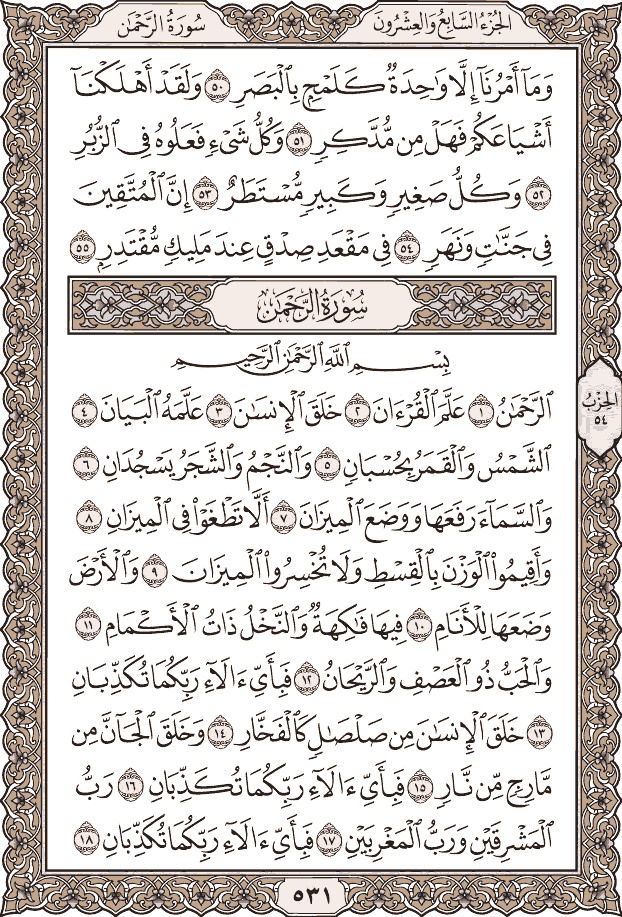 سُورَةُ الرَّحْمَٰن
الجُزْءُ السَّابِعُ وَالعِشْرُونَ
وَمَآ أَمْرُنَآ إِلَّا وَٰحِدَةٌ كَلَمْحٍۭ بِٱلْبَصَرِ ٥٠ وَلَقَدْ أَهْلَكْنَآ
أَشْيَاعَكُمْ فَهَلْ مِن مُّدَّكِرٍ ٥١ وَكُلُّ شَىْءٍ فَعَلُوهُ فِى ٱلزُّبُرِ
٥٢ وَكُلُّ صَغِيرٍ وَكَبِيرٍ مُّسْتَطَرٌ ٥٣ إِنَّ ٱلْمُتَّقِينَ
فِى جَنَّٰتٍ وَنَهَرٍ ٥٤ فِى مَقْعَدِ صِدْقٍ عِندَ مَلِيكٍ مُّقْتَدِرٍۭ ٥٥
سُورَةُ الرَّحْمَٰن
بِسْمِ ٱللَّهِ ٱلرَّحْمَٰنِ ٱلرَّحِيمِ
ٱلرَّحْمَٰنُ ١ عَلَّمَ ٱلْقُرْءَانَ ٢ خَلَقَ ٱلْإِنسَٰنَ ٣ عَلَّمَهُ ٱلْبَيَانَ ٤
ٱلشَّمْسُ وَٱلْقَمَرُ بِحُسْبَانٍ ٥ وَٱلنَّجْمُ وَٱلشَّجَرُ يَسْجُدَانِ ٦
وَٱلسَّمَآءَ رَفَعَهَا وَوَضَعَ ٱلْمِيزَانَ ٧ أَلَّا تَطْغَوْا۟ فِى ٱلْمِيزَانِ ٨
وَأَقِيمُوا۟ ٱلْوَزْنَ بِٱلْقِسْطِ وَلَا تُخْسِرُوا۟ ٱلْمِيزَانَ ٩ وَٱلْأَرْضَ
وَضَعَهَا لِلْأَنَامِ ١٠ فِيهَا فَٰكِهَةٌ وَٱلنَّخْلُ ذَاتُ ٱلْأَكْمَامِ ١١
وَٱلْحَبُّ ذُو ٱلْعَصْفِ وَٱلرَّيْحَانُ ١٢ فَبِأَىِّ ءَالَآءِ رَبِّكُمَا تُكَذِّبَانِ
١٣ خَلَقَ ٱلْإِنسَٰنَ مِن صَلْصَٰلٍ كَٱلْفَخَّارِ ١٤ وَخَلَقَ ٱلْجَآنَّ مِن
مَّارِجٍ مِّن نَّارٍ ١٥ فَبِأَىِّ ءَالَآءِ رَبِّكُمَا تُكَذِّبَانِ ١٦ رَبُّ
ٱلْمَشْرِقَيْنِ وَرَبُّ ٱلْمَغْرِبَيْنِ ١٧ فَبِأَىِّ ءَالَآءِ رَبِّكُمَا تُكَذِّبَانِ ١٨
الحِزْبُ
٥٤
٥٣١